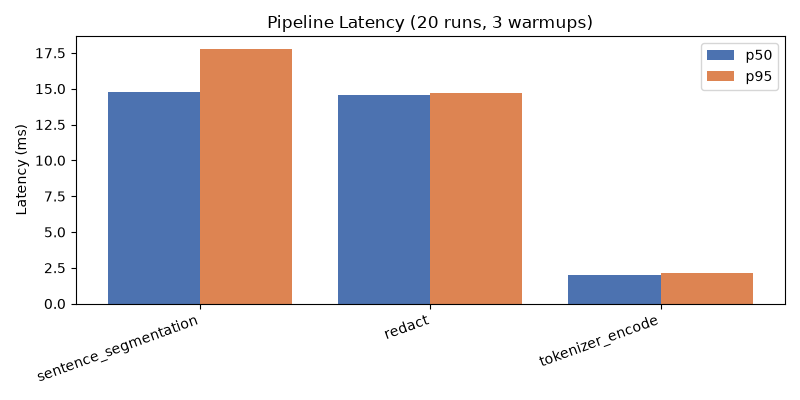 Pipeline Latency (20 runs, 3 warmups)
p50
p95
Latency (ms)
17.5
15.0
12.5
10.0
7.5
5.0
2.5
0.0
sentence_segmentation
redact
tokenizer_encode